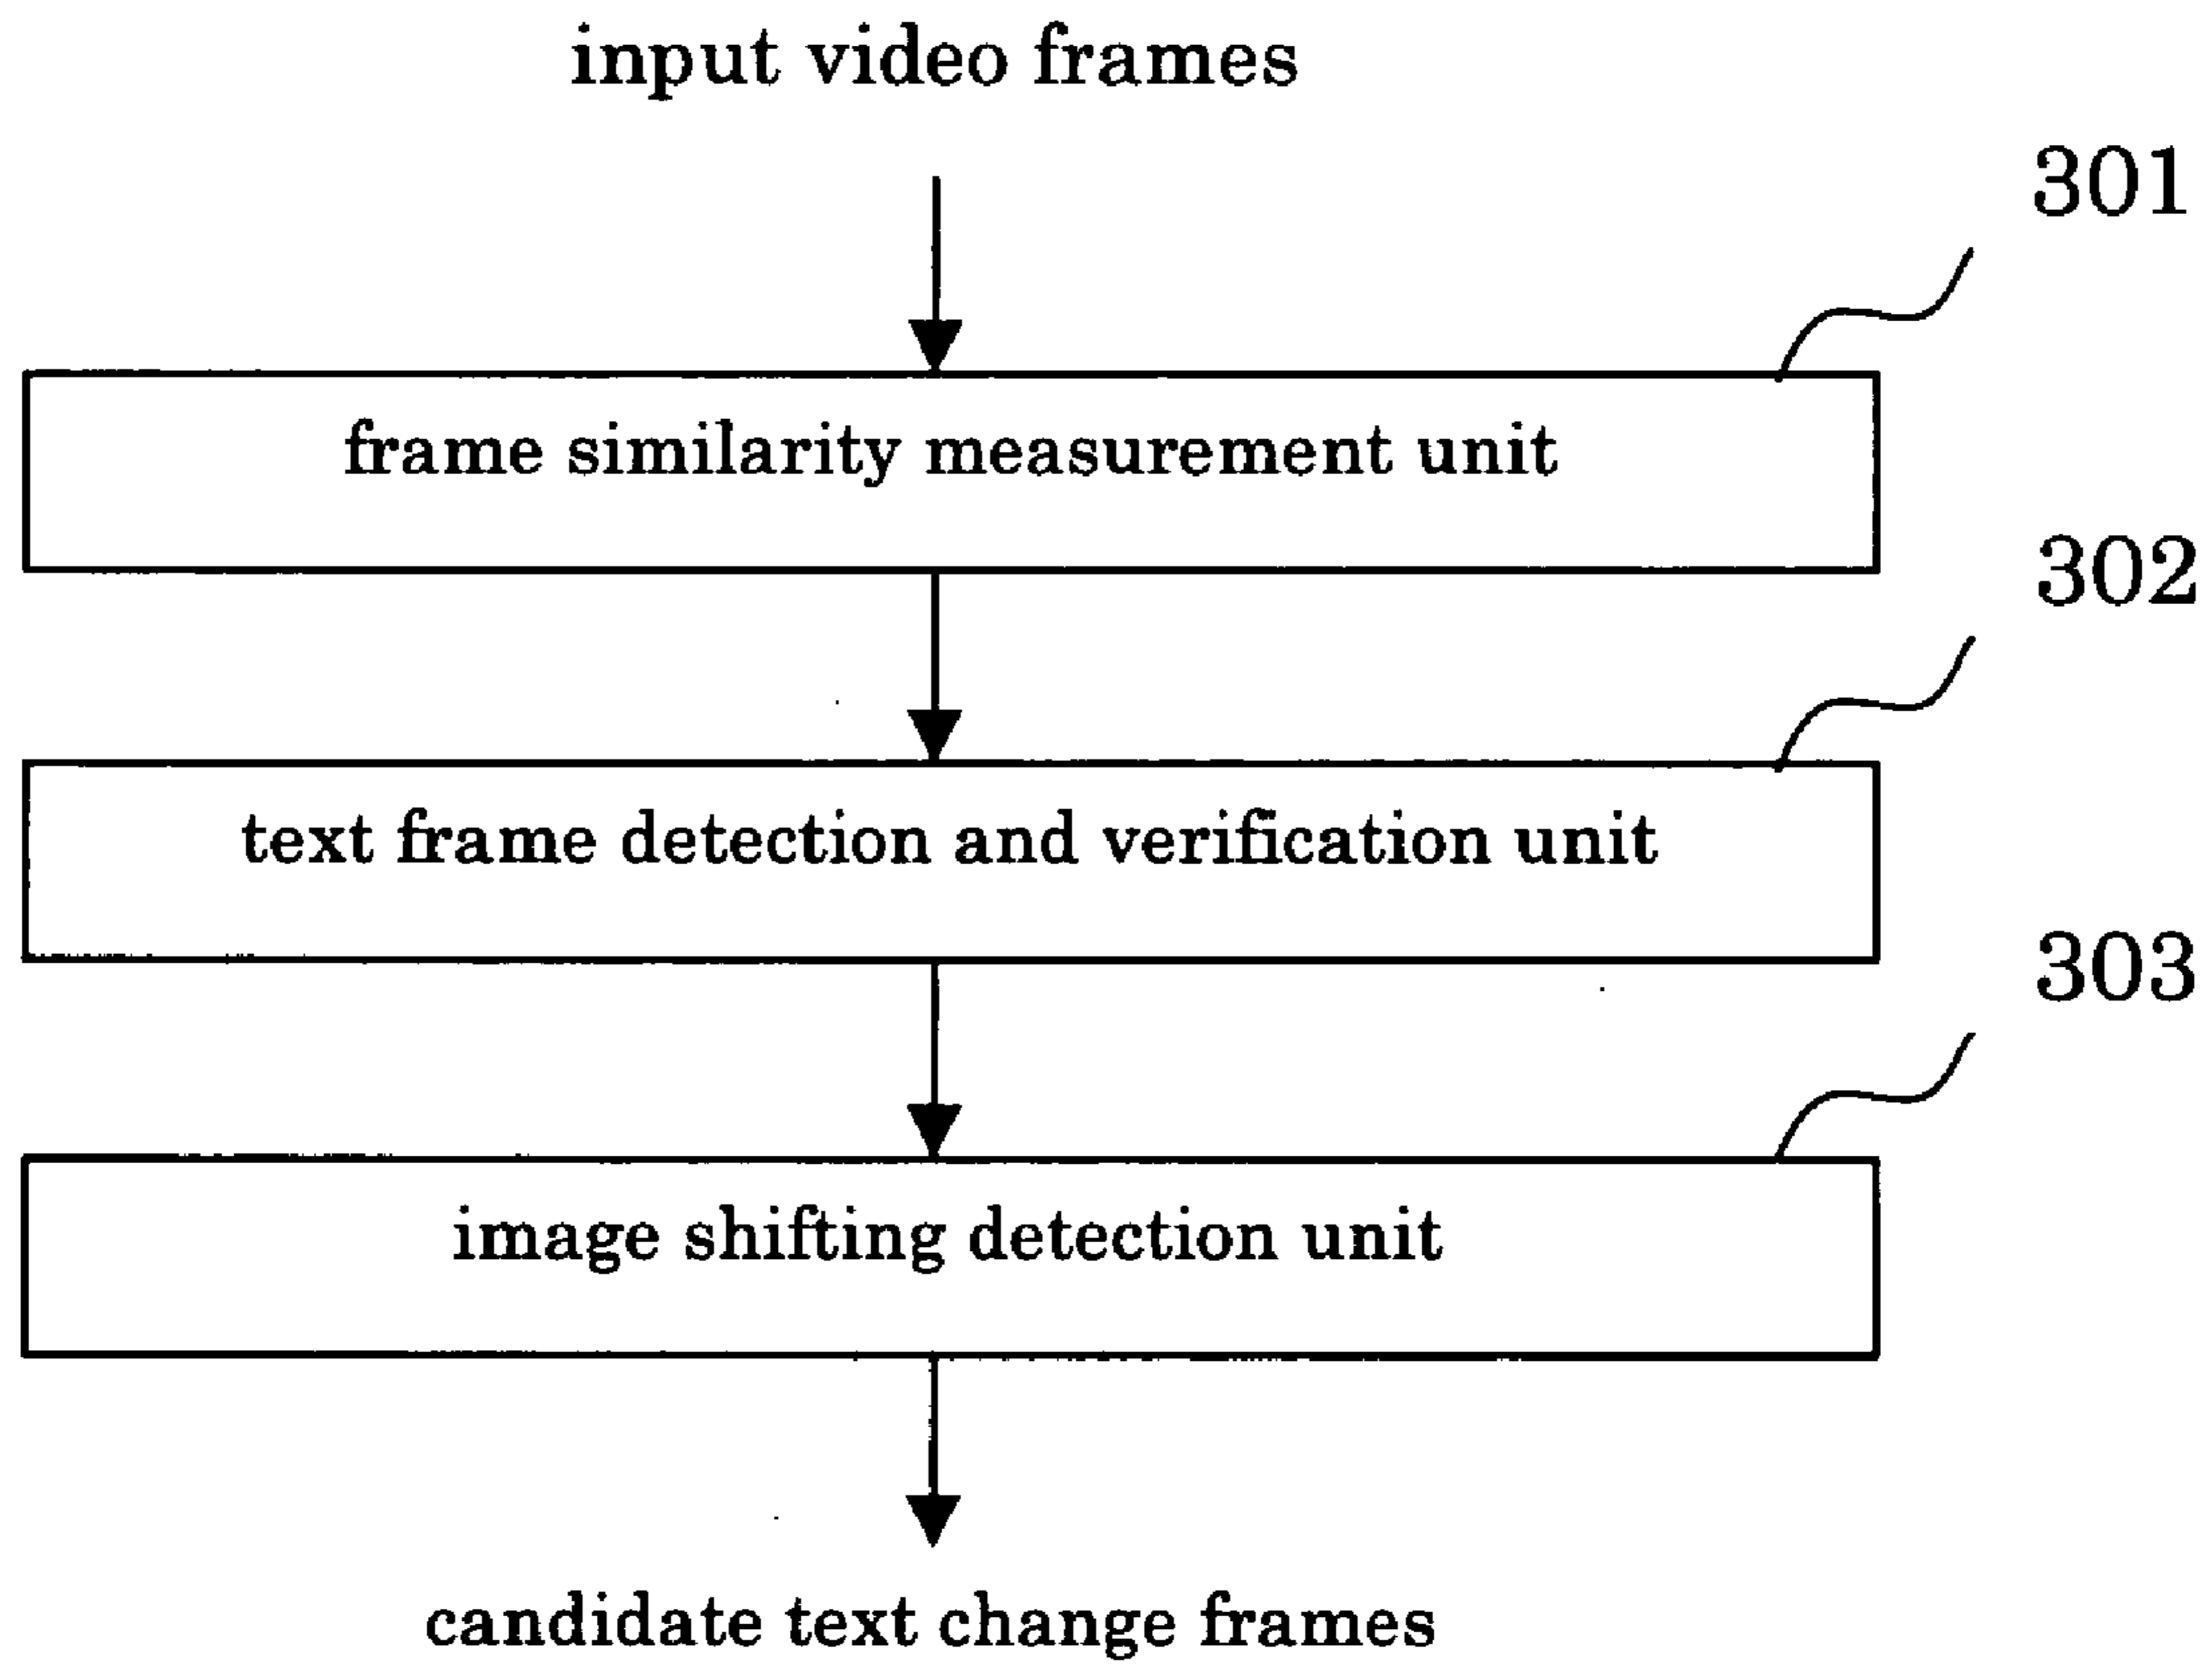 input video frames
301
frame similarity measurement unit
302
text frame detection and verification unit
303
image shifting detection unit
candidate text change frames